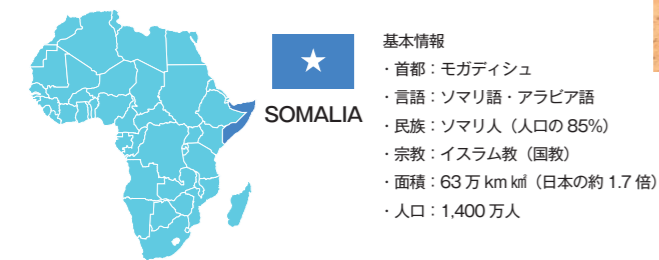 SOMALIA
基本情報
・首都：モガディシュ
・言語：ソマリ語・アラビア語
・民族：ソマリ人（人口の 85%）
・宗教：イスラム教（国教）
・面積：63 万 km ㎢（日本の約 1.7 倍）
・人口：1,400 万人